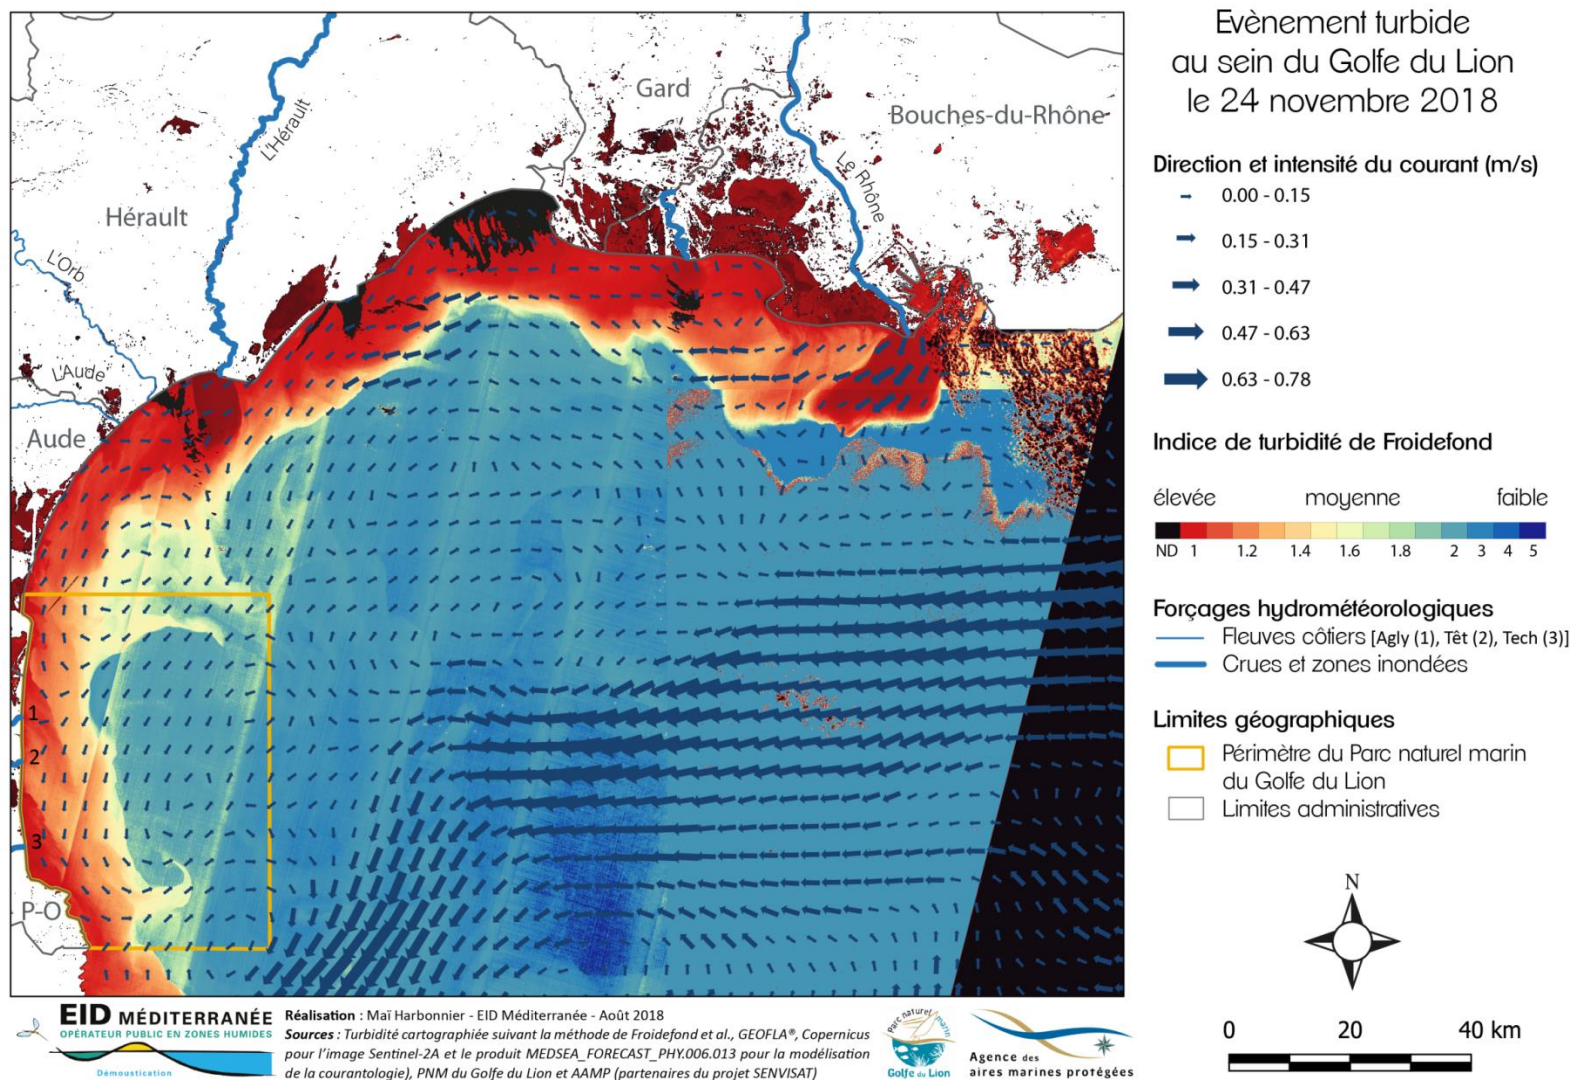 Evènement turbide
au sein du Golfe du Lion
le 24 novembre 2018
Direction et intensité du courant (m/s)
0.00 - 0.15
0.15 - 0.31
0.31 - 0.47
0.47 - 0.63
0.63 - 0.78
Indice de turbidité de Froidefond
élevée moyenne faible
ND 1 1.2 1.4 1.6 1.8 2 3 4 5
Forçages hydrométéorologiques
Fleuves côtiers [Agly (1), Têt (2), Tech (3)]
Crues et zones inondées
Limites géographiques
Périmètre du Parc naturel marin
du Golfe du Lion
Limites administratives
N
0 20 40 km
Gard
Bouches-du-Rhône
L'Hérault
Le Rhône
Hérault
L'Orb
L'Aude
Aude
1
2
3
P-O
EID MÉDITERRANÉE
OPÉRATEUR PUBLIC EN ZONES HUMIDES
Démoustication
Réalisation : Maï Harbonnier - EID Méditerranée - Août 2018
Sources : Turbidité cartographiée suivant la méthode de Froidefond et al., GEOFLA®, Copernicus
pour l'image Sentinel-2A et le produit MEDSEA_FORECAST_PHY.006.013 pour la modélisation
de la courantologie), PNM du Golfe du Lion et AAMP (partenaires du projet SENVISAT)
Parc naturel marin
Golfe du Lion
Agence des
aires marines protégées